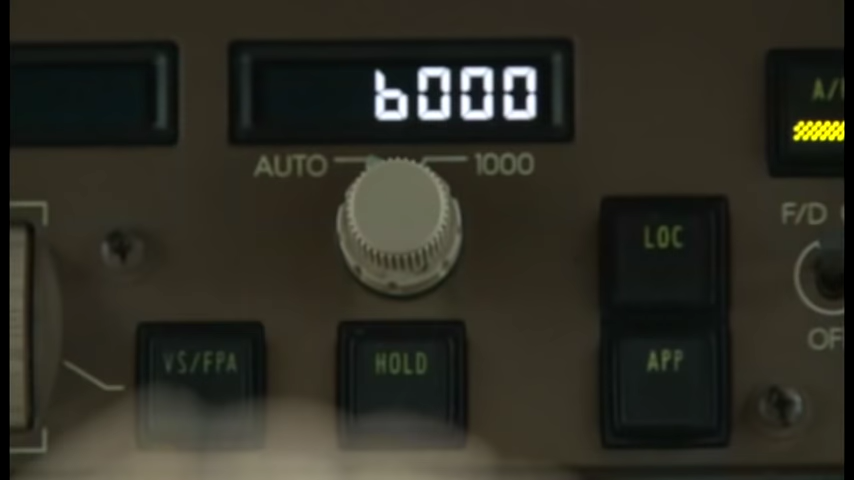 6000
A/
AUTO 1000
F/D
LOC
VS/FPA HOLD APP
OF